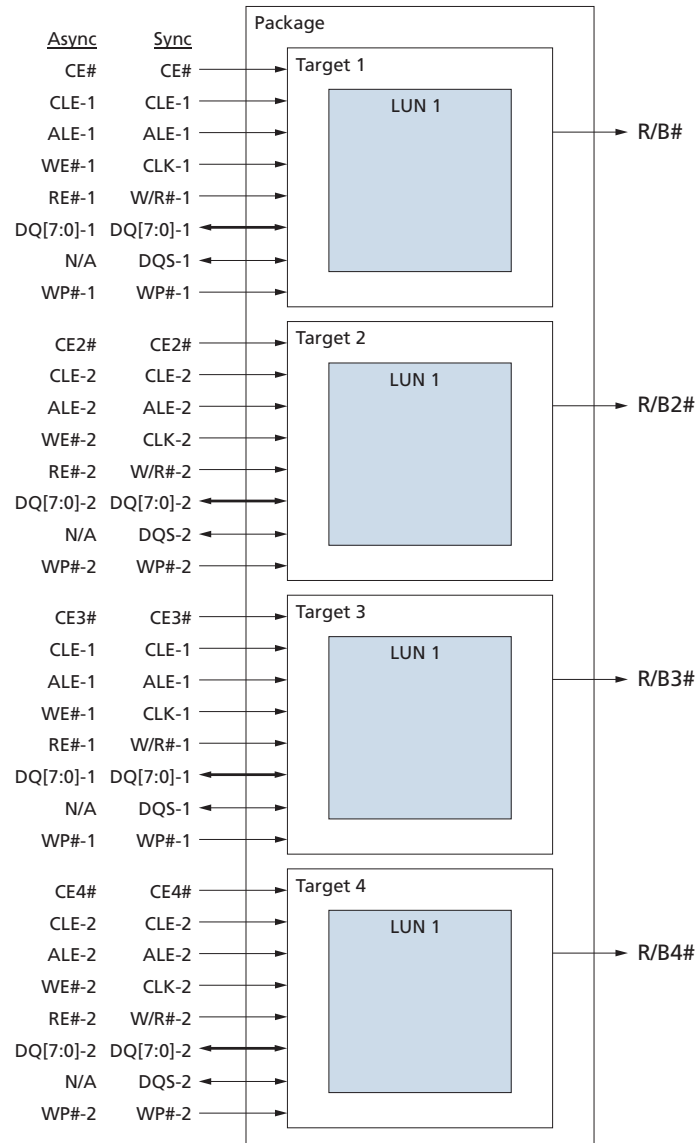 Package
Async Sync
Target 1
CE# CE#
LUN 1
CLE-1 CLE-1
ALE-1 ALE-1
R/B#
WE#-1 CLK-1
RE#-1 W/R#-1
DQ[7:0]-1 DQ[7:0]-1
N/A DQS-1
WP#-1 WP#-1
Target 2
CE2# CE2#
LUN 1
CLE-2 CLE-2
ALE-2 ALE-2
R/B2#
WE#-2 CLK-2
RE#-2 W/R#-2
DQ[7:0]-2 DQ[7:0]-2
N/A DQS-2
WP#-2 WP#-2
Target 3
CE3# CE3#
LUN 1
CLE-1 CLE-1
ALE-1 ALE-1
R/B3#
WE#-1 CLK-1
RE#-1 W/R#-1
DQ[7:0]-1 DQ[7:0]-1
N/A DQS-1
WP#-1 WP#-1
Target 4
CE4# CE4#
LUN 1
CLE-2 CLE-2
ALE-2 ALE-2
R/B4#
WE#-2 CLK-2
RE#-2 W/R#-2
DQ[7:0]-2 DQ[7:0]-2
N/A DQS-2
WP#-2 WP#-2